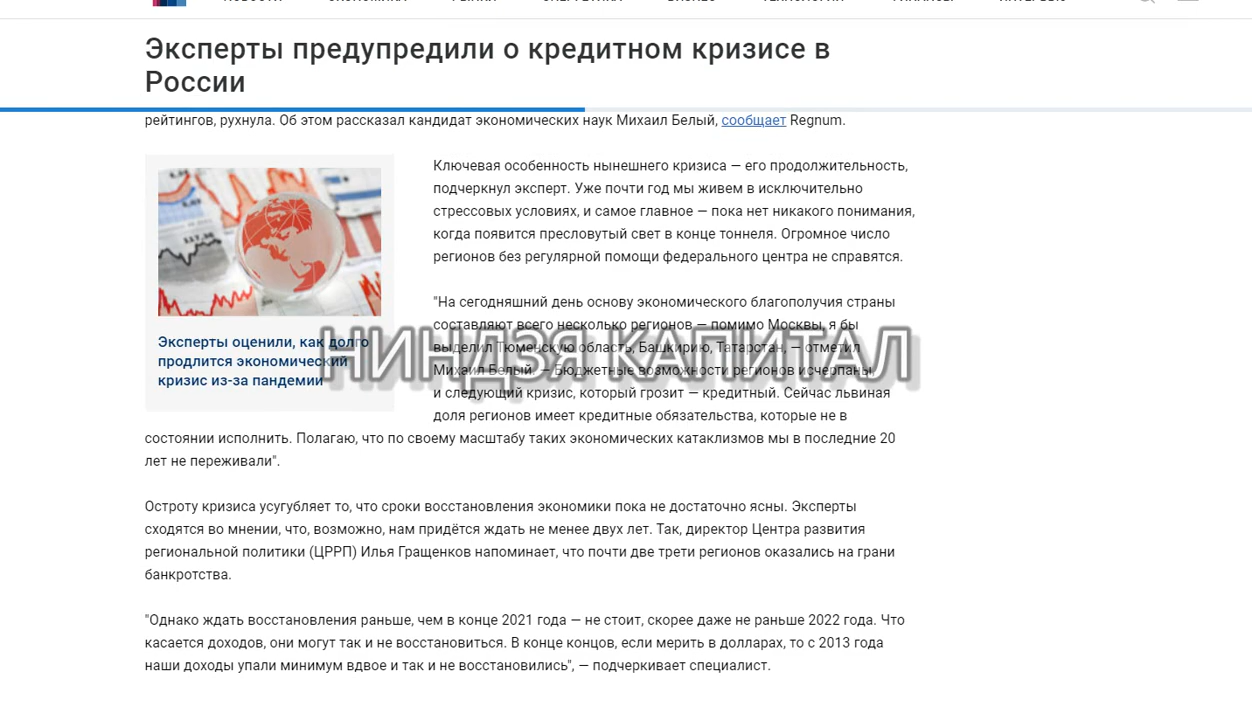 Эксперты предупредили о кредитном кризисе в
России
рейтингов, рухнула. Об этом рассказал кандидат экономических наук Михаил Белый, сообщает Regnum.
Эксперты оценили, как долго
продлится экономический
кризис из-за пандемии
Ключевая особенность нынешнего кризиса — его продолжительность,
подчеркнул эксперт. Уже почти год мы живем в исключительно
стрессовых условиях, и самое главное — пока нет никакого понимания,
когда появится пресловутый свет в конце тоннеля. Огромное число
регионов без регулярной помощи федерального центра не справятся.
"На сегодняшний день основу экономического благополучия страны
составляют всего несколько регионов — помимо Москвы, я бы
выделил Тюменскую область, Башкирию, Татарстан, — отметил
Михаил Белый. — Бюджетные возможности регионов исчерпаны,
и следующий кризис, который грозит — кредитный. Сейчас львиная
доля регионов имеет кредитные обязательства, которые не в
состоянии исполнить. Полагаю, что по своему масштабу таких экономических катаклизмов мы в последние 20
лет не переживали".
НИНДЗЯ КАПИТАЛ
Остроту кризиса усугубляет то, что сроки восстановления экономики пока не достаточно ясны. Эксперты
сходятся во мнении, что, возможно, нам придётся ждать не менее двух лет. Так, директор Центра развития
региональной политики (ЦРРП) Илья Гращенков напоминает, что почти две трети регионов оказались на грани
банкротства.
"Однако ждать восстановления раньше, чем в конце 2021 года — не стоит, скорее даже не раньше 2022 года. Что
касается доходов, они могут так и не восстановиться. В конце концов, если мерить в долларах, то с 2013 года
наши доходы упали минимум вдвое и так и не восстановились", — подчеркивает специалист.